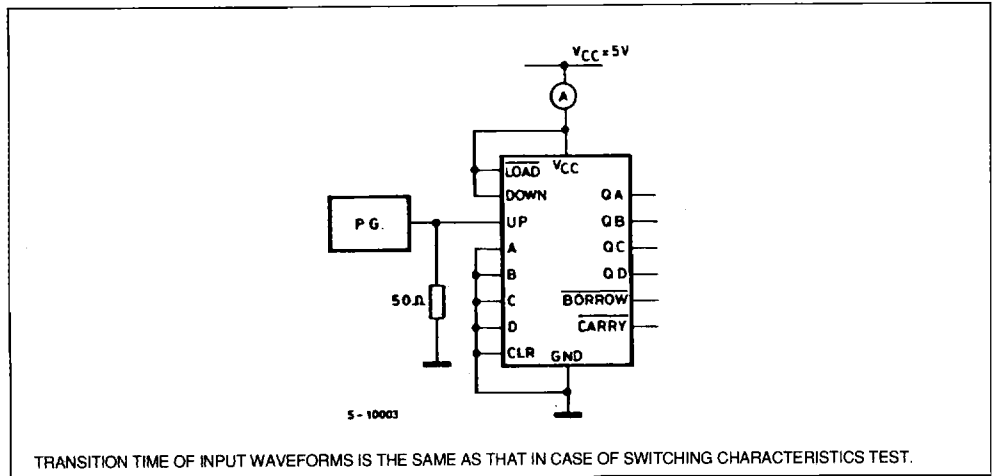 VCC = 5V
A
LOAD VCC
DOWN QA
P.G. UP QB
A QC
B QD
50Ω C BORROW
D CARRY
CLR GND
S-10003
TRANSITION TIME OF INPUT WAVEFORMS IS THE SAME AS THAT IN CASE OF SWITCHING CHARACTERISTICS TEST.